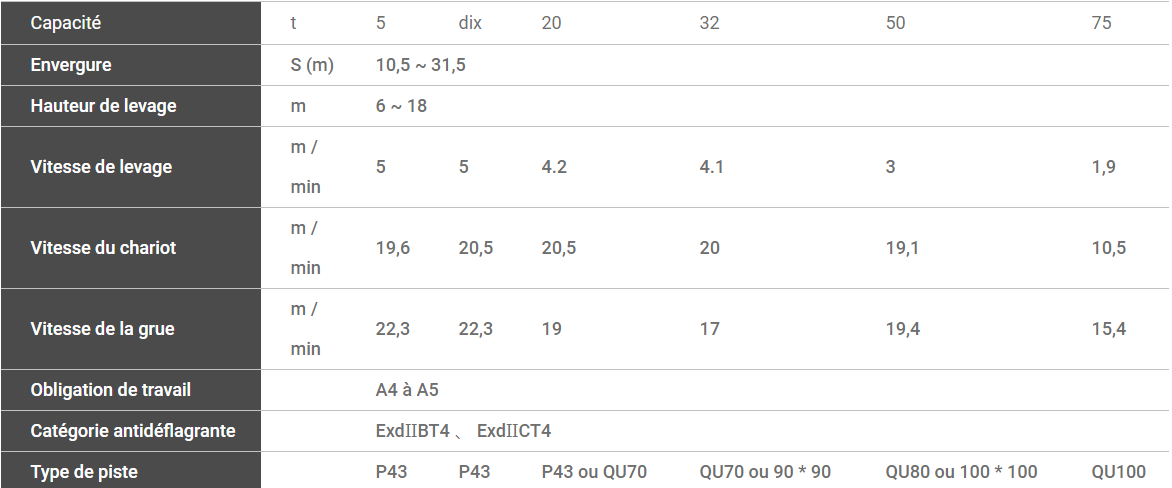 Capacité t 5 dix 20 32 50 75
Envergure S (m) 10,5 ~ 31,5
Hauteur de levage m 6 ~ 18
Vitesse de levage m / min 5 5 4.2 4.1 3 1,9
Vitesse du chariot m / min 19,6 20,5 20,5 20 19,1 10,5
Vitesse de la grue m / min 22,3 22,3 19 17 19,4 15,4
Obligation de travail A4 à A5
Catégorie antidéflagrante ExdIIBT4 、 ExdIICT4
Type de piste P43 P43 P43 ou QU70 QU70 ou 90 * 90 QU80 ou 100 * 100 QU100